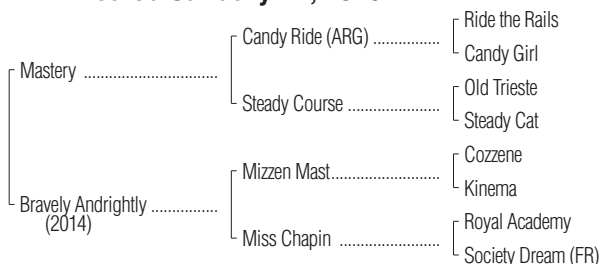 Ride the Rails
Candy Ride (ARG) ..................
Candy Girl
Mastery ................................
Old Trieste
Steady Course .......................
Steady Cat
Cozzene
Mizzen Mast...........................
Kinema
Bravely Andrightly .................
(2014)
Royal Academy
Miss Chapin .........................
Society Dream (FR)